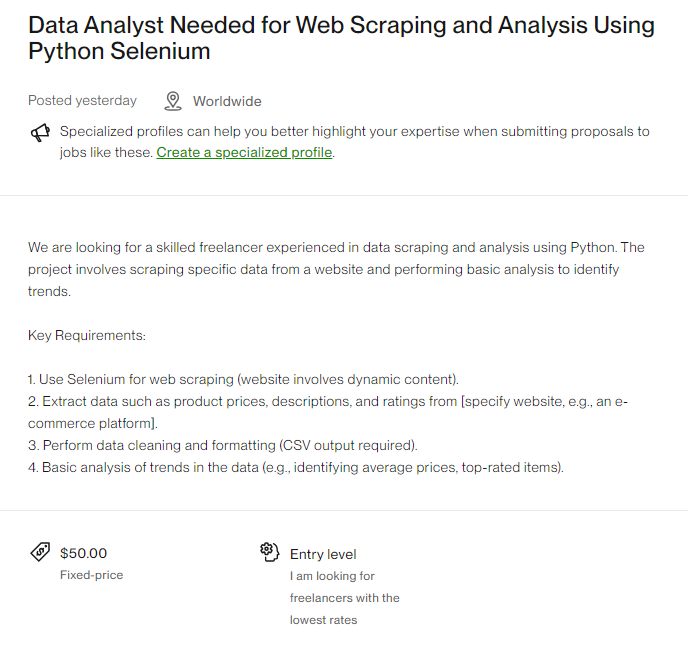 Data Analyst Needed for Web Scraping and Analysis Using
Python Selenium
Posted yesterday
Worldwide
Specialized profiles can help you better highlight your expertise when submitting proposals to
jobs like these. Create a specialized profile.
We are looking for a skilled freelancer experienced in data scraping and analysis using Python. The
project involves scraping specific data from a website and performing basic analysis to identify
trends.
Key Requirements:
1. Use Selenium for web scraping (website involves dynamic content).
2. Extract data such as product prices, descriptions, and ratings from [specify website, e.g., an e-
commerce platform].
3. Perform data cleaning and formatting (CSV output required).
4. Basic analysis of trends in the data (e.g., identifying average prices, top-rated items).
$50.00
Fixed-price
Entry level
I am looking for
freelancers with the
lowest rates